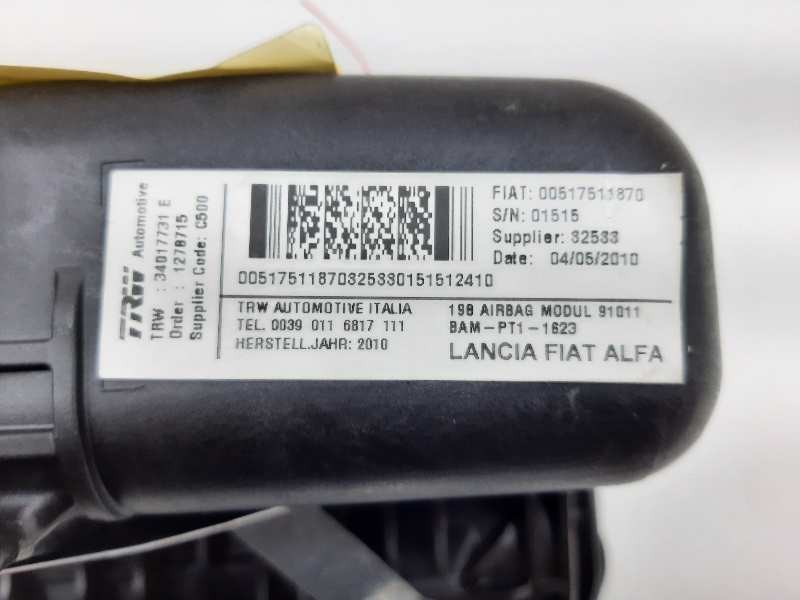 TRW Automotive
TRW : 34017731 E
Order : 1278715
Supplier Code: C500
FIAT: 00517511870
S/N: 01515
Supplier: 32533
Date: 04/05/2010
00517511870325330151512410
TRW AUTOMOTIVE ITALIA
TEL. 0039 011 6817 111
HERSTELL.JAHR: 2010
198 AIRBAG MODUL 91011
BAM-PT1-1623
LANCIA FIAT ALFA